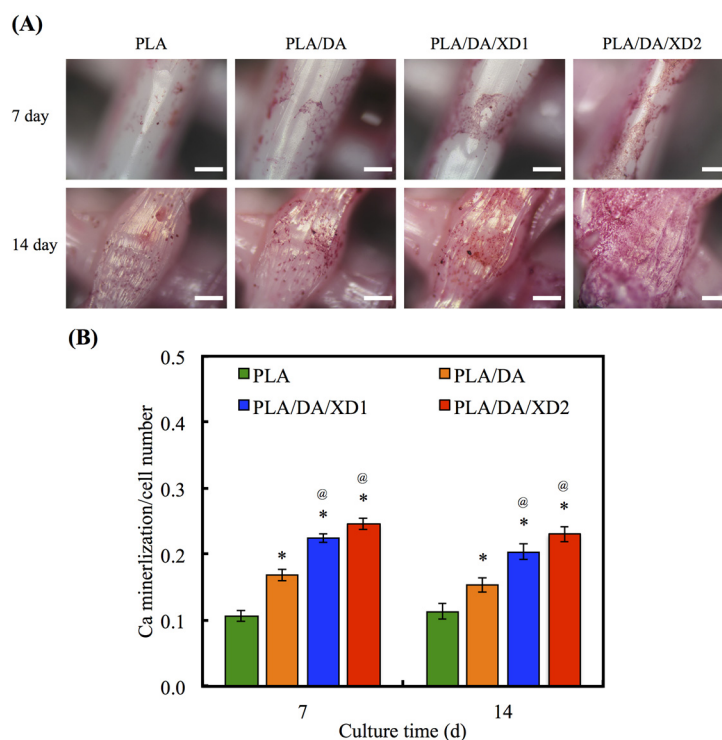 (A)
PLA PLA/DA PLA/DA/XD1 PLA/DA/XD2
7 day
14 day
(B)
0.5
PLA PLA/DA
PLA/DA/XD1 PLA/DA/XD2
0.4
0.3
0.2
0.1
0.0
@ @ @ @
* * * * * *
Ca minerlization/cell number
7 14
Culture time (d)